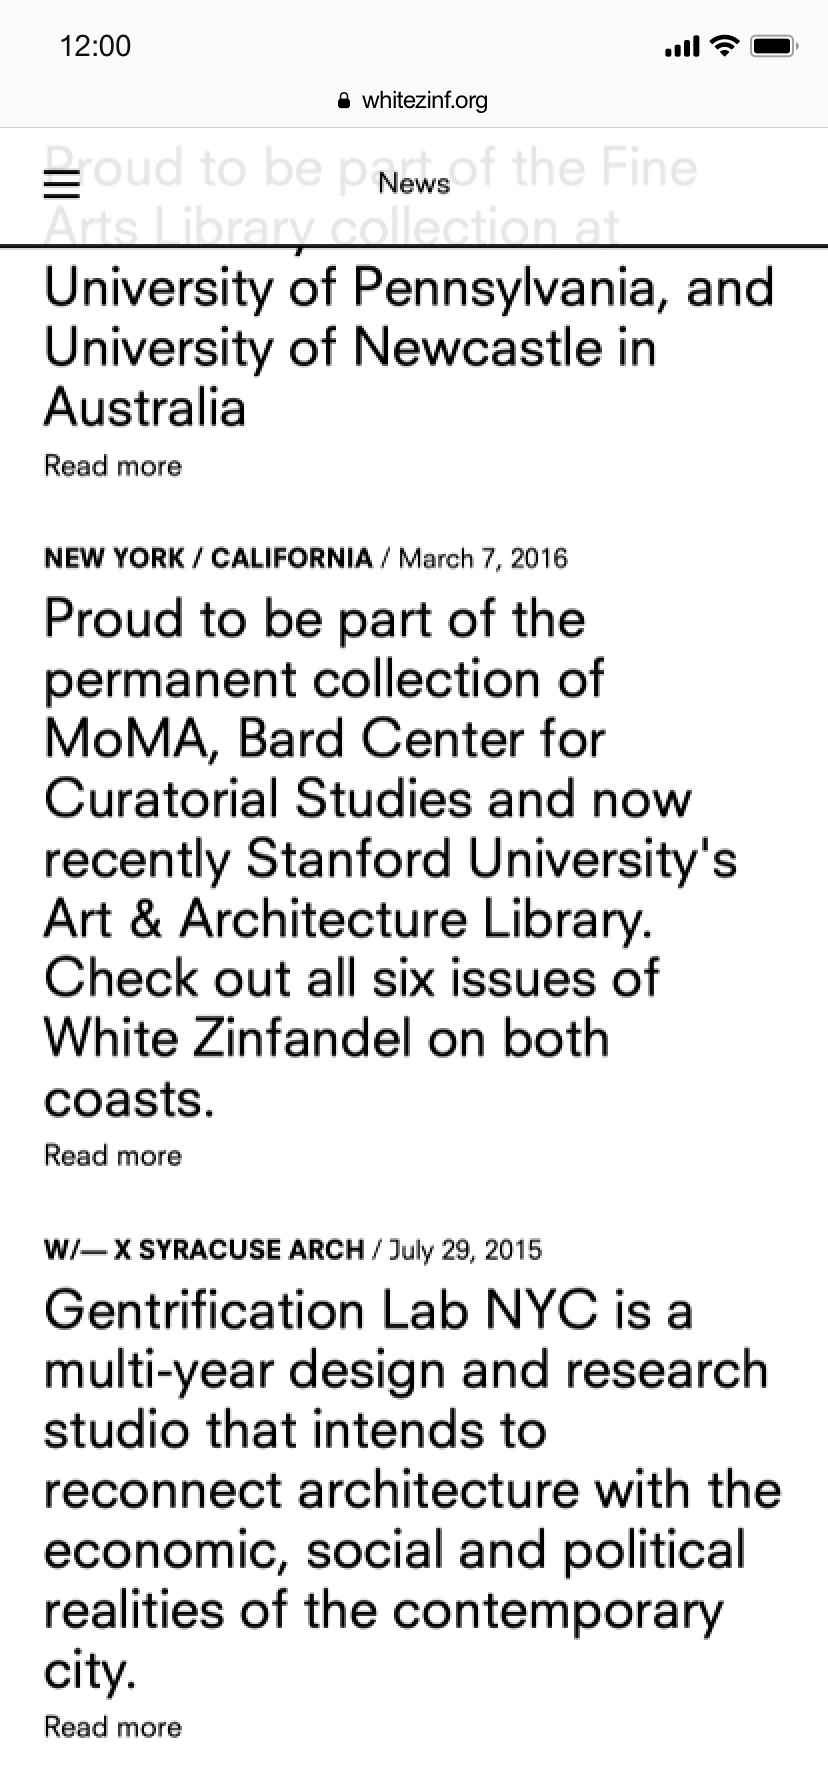 12:00
whitezinf.org
News
Proud to be part of the Fine
Arts Library collection at
University of Pennsylvania, and
University of Newcastle in
Australia
Read more
NEW YORK / CALIFORNIA / March 7, 2016
Proud to be part of the
permanent collection of
MoMA, Bard Center for
Curatorial Studies and now
recently Stanford University's
Art & Architecture Library.
Check out all six issues of
White Zinfandel on both
coasts.
Read more
W/— X SYRACUSE ARCH / July 29, 2015
Gentrification Lab NYC is a
multi-year design and research
studio that intends to
reconnect architecture with the
economic, social and political
realities of the contemporary
city.
Read more